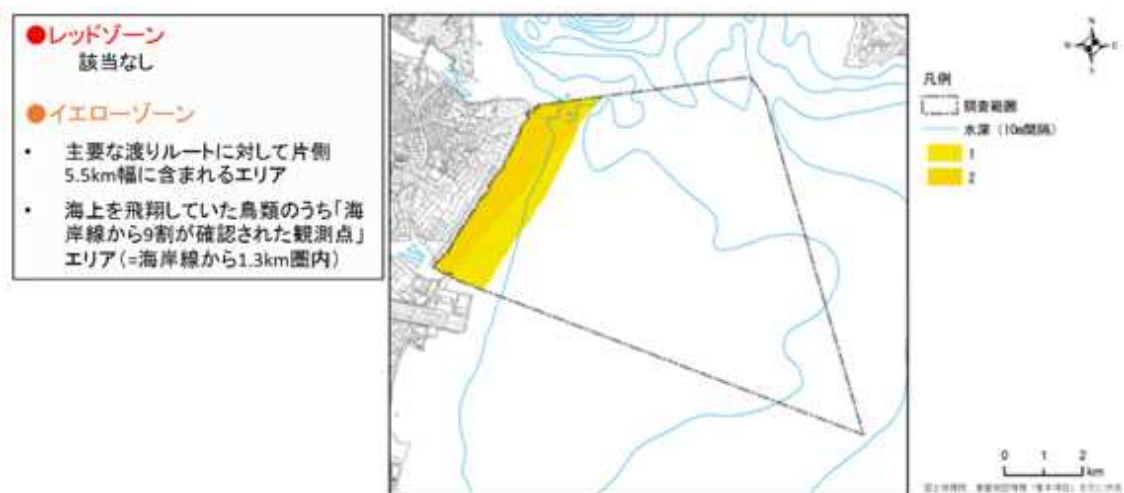 ●レッドゾーン
該当なし
●イエローゾーン
• 主要な渡りルートに対して片側
5.5km幅に含まれるエリア
• 海上を飛翔していた鳥類のうち「海
岸線から9割が確認された観測点」
エリア(=海岸線から1.3km圏内)
N
凡例
調査範囲
水深（10m間隔）
1
2
0 1 2
km